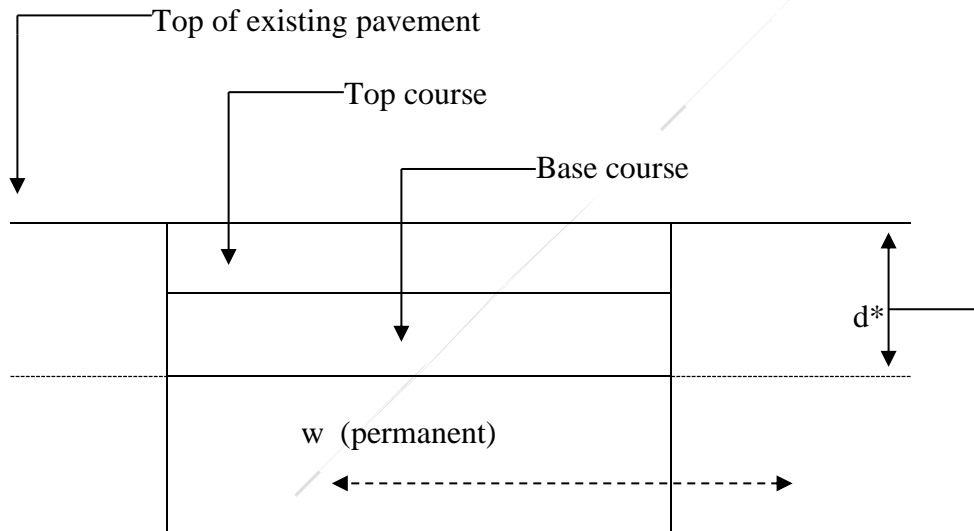 Top of existing pavement
Top course
Base course
d*
w (permanent)